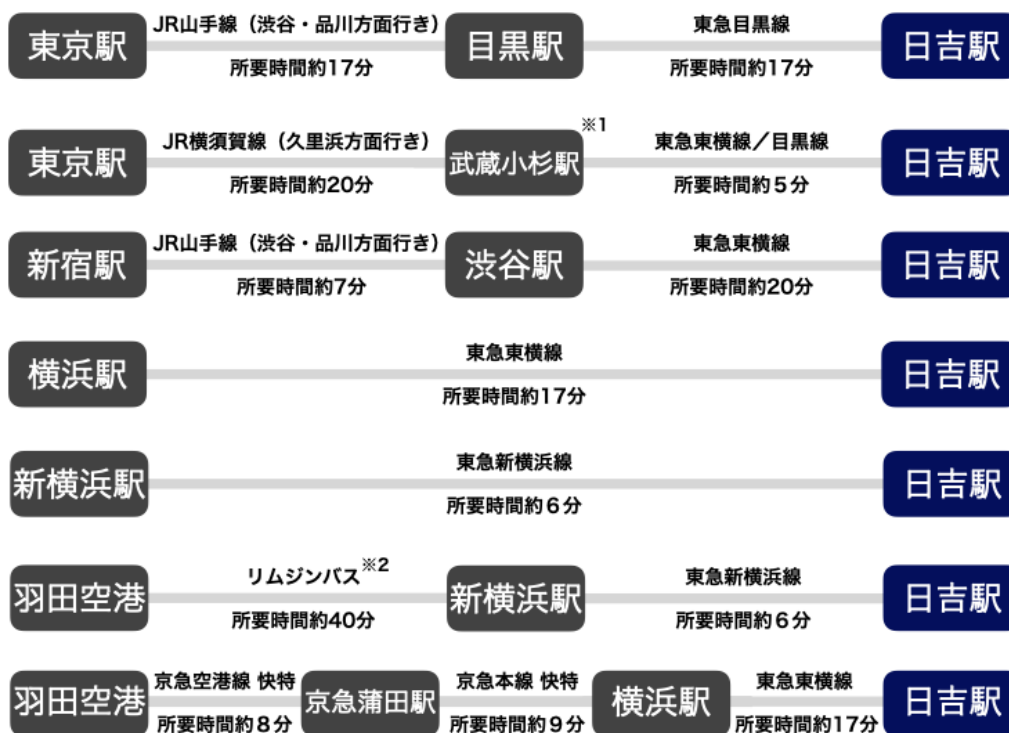 東京駅 JR山手線（渋谷・品川方面行き） 所要時間約17分 目黒駅 東急目黒線 所要時間約17分 日吉駅
東京駅 JR横須賀線（久里浜方面行き） 所要時間約20分 武蔵小杉駅 ※1 東急東横線／目黒線 所要時間約5分 日吉駅
新宿駅 JR山手線（渋谷・品川方面行き） 所要時間約7分 渋谷駅 東急東横線 所要時間約20分 日吉駅
横浜駅 東急東横線 所要時間約17分 日吉駅
新横浜駅 東急新横浜線 所要時間約6分 日吉駅
羽田空港 リムジンバス※2 所要時間約40分 新横浜駅 東急新横浜線 所要時間約6分 日吉駅
羽田空港 京急空港線 快特 所要時間約8分 京急蒲田駅 京急本線 快特 所要時間約9分 横浜駅 東急東横線 所要時間約17分 日吉駅